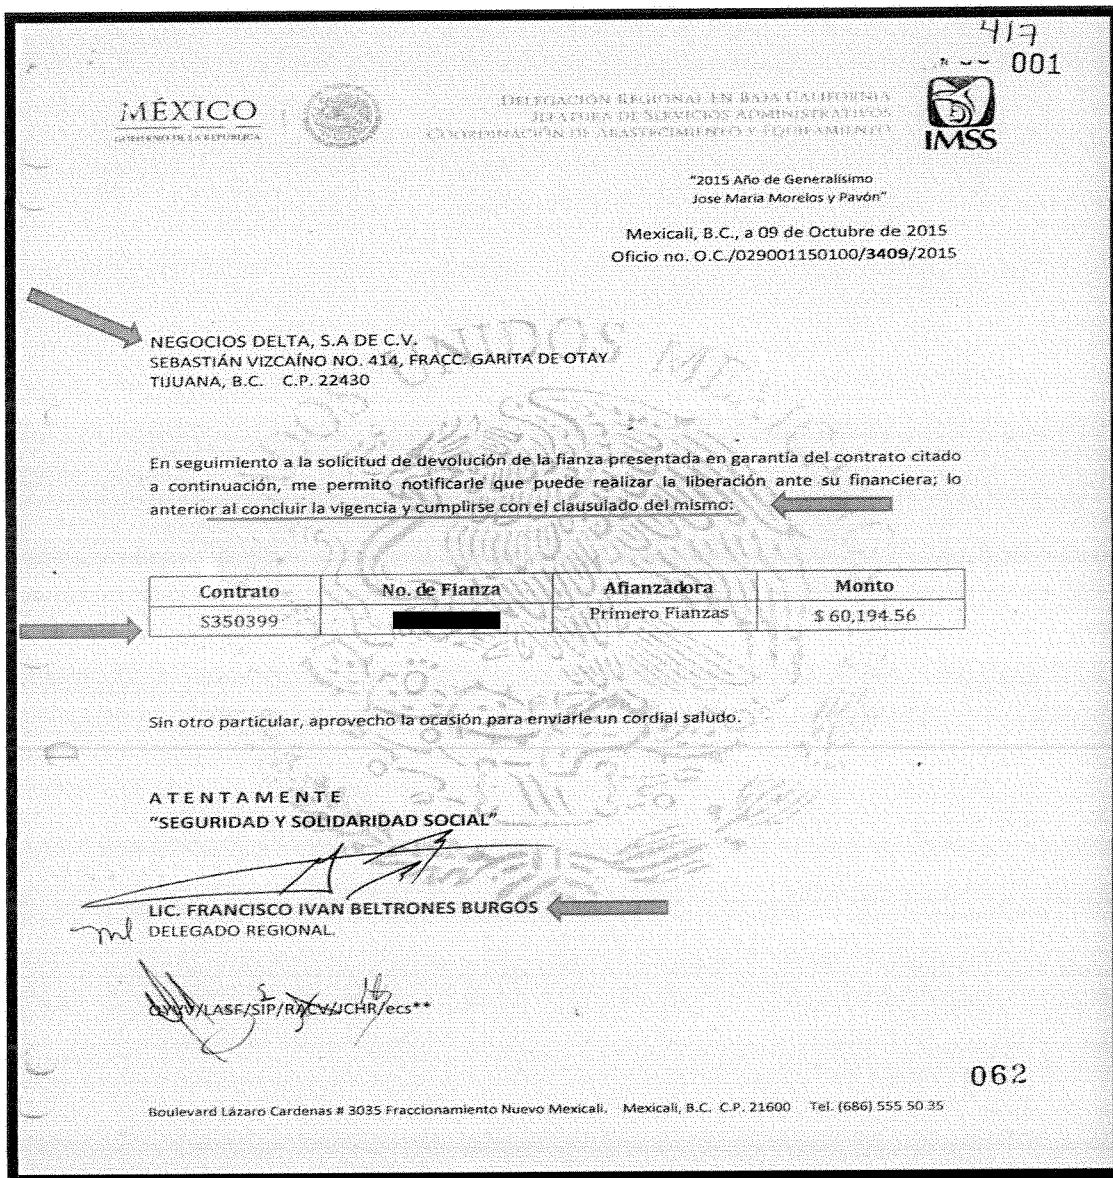 417
001
MÉXICO
GOBIERNO DE LA REPÚBLICA
DELEGACIÓN REGIONAL EN BAJA CALIFORNIA
JEFATURA DE SERVICIOS ADMINISTRATIVOS
COORDINACIÓN DE ABASTECIMIENTO Y EQUIPAMIENTO
IMSS
"2015 Año de Generalísimo
Jose Maria Morelos y Pavón"
Mexicali, B.C., a 09 de Octubre de 2015
Oficio no. O.C./029001150100/3409/2015
NEGOCIOS DELTA, S.A DE C.V.
SEBASTIÁN VIZCAÍNO NO. 414, FRACC. GARITA DE OTAY
TIJUANA, B.C. C.P. 22430
En seguimiento a la solicitud de devolución de la fianza presentada en garantía del contrato citado
a continuación, me permito notificarle que puede realizar la liberación ante su financiera; lo
anterior al concluir la vigencia y cumplirse con el clausulado del mismo:
Contrato No. de Fianza Afianzadora Monto
S350399 Primero Fianzas $ 60,194.56
Sin otro particular, aprovecho la ocasión para enviarle un cordial saludo.
ATENTAMENTE
"SEGURIDAD Y SOLIDARIDAD SOCIAL"
LIC. FRANCISCO IVAN BELTRONES BURGOS
DELEGADO REGIONAL.
/LASF/SIP/RACV/JCHR/ecs**
062
Boulevard Lázaro Cardenas # 3035 Fraccionamiento Nuevo Mexicali. Mexicali, B.C. C.P. 21600 Tel. (686) 555 50 35